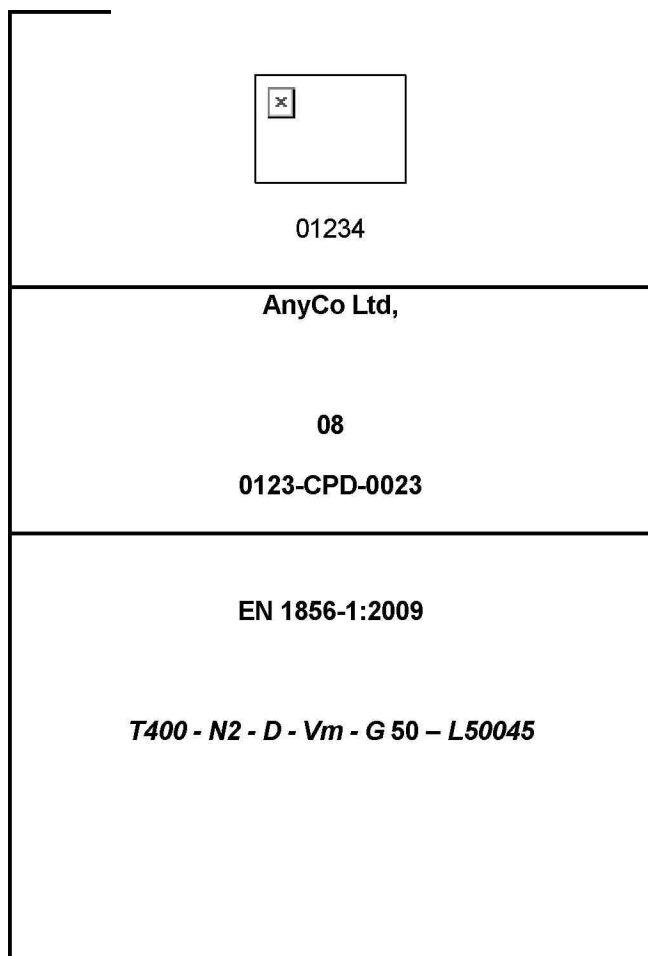 01234
AnyCo Ltd,
08
0123-CPD-0023
EN 1856-1:2009
T400 - N2 - D - Vm - G 50 – L50045